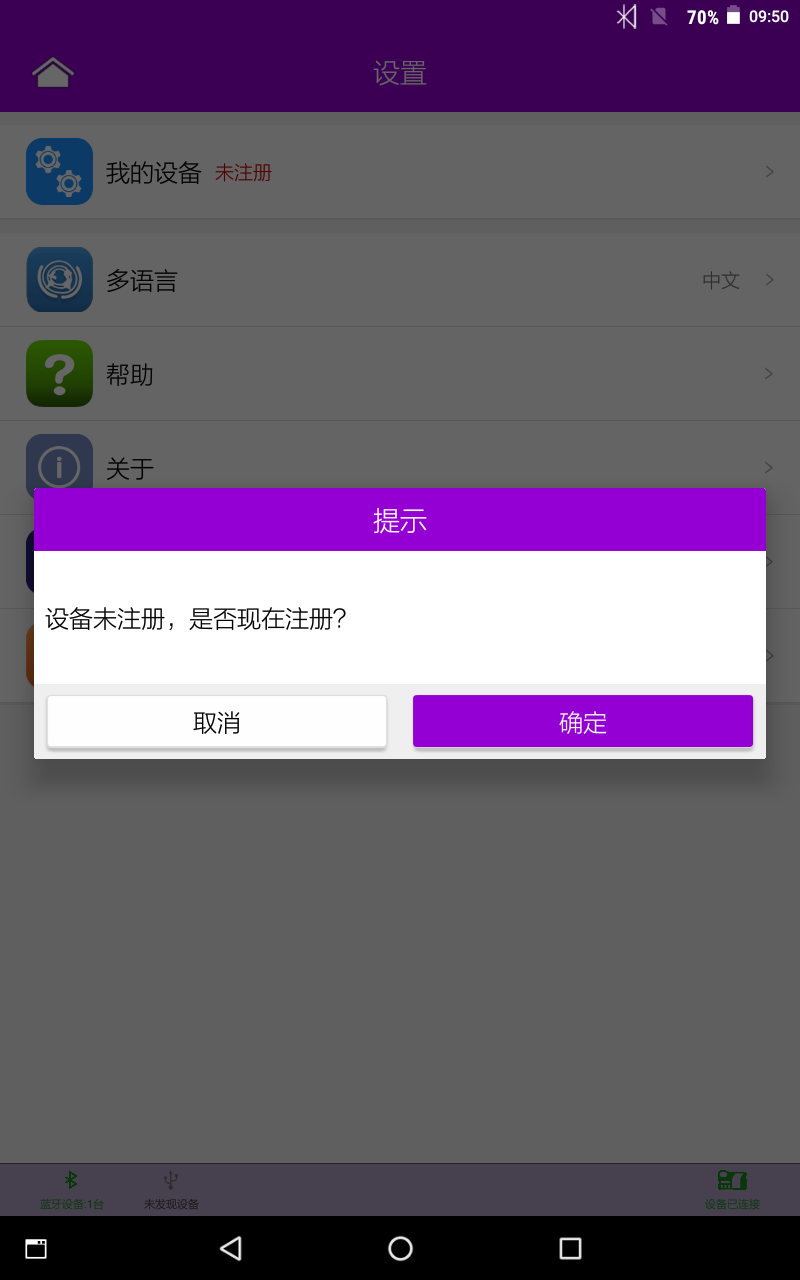 70% 09:50
设置
我的设备 未注册
多语言 中文
帮助
关于
提示
设备未注册，是否现在注册?
取消 确定
蓝牙设备:1台 未发现设备 设备已连接